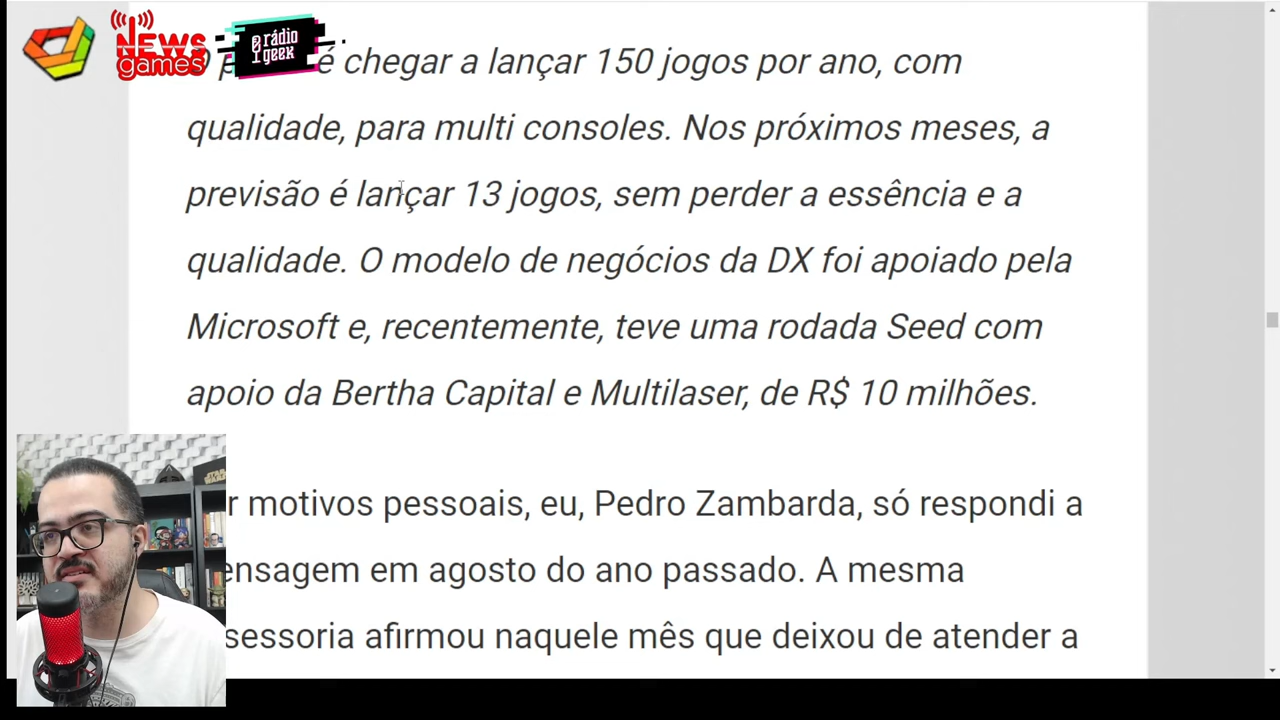 NEWS
games
rádio
geek
é chegar a lançar 150 jogos por ano, com
qualidade, para multi consoles. Nos próximos meses, a
previsão é lançar 13 jogos, sem perder a essência e a
qualidade. O modelo de negócios da DX foi apoiado pela
Microsoft e, recentemente, teve uma rodada Seed com
apoio da Bertha Capital e Multilaser, de R$ 10 milhões.
STAR
WARS
r motivos pessoais, eu, Pedro Zambarda, só respondi a
ensagem em agosto do ano passado. A mesma
sessoria afirmou naquele mês que deixou de atender a